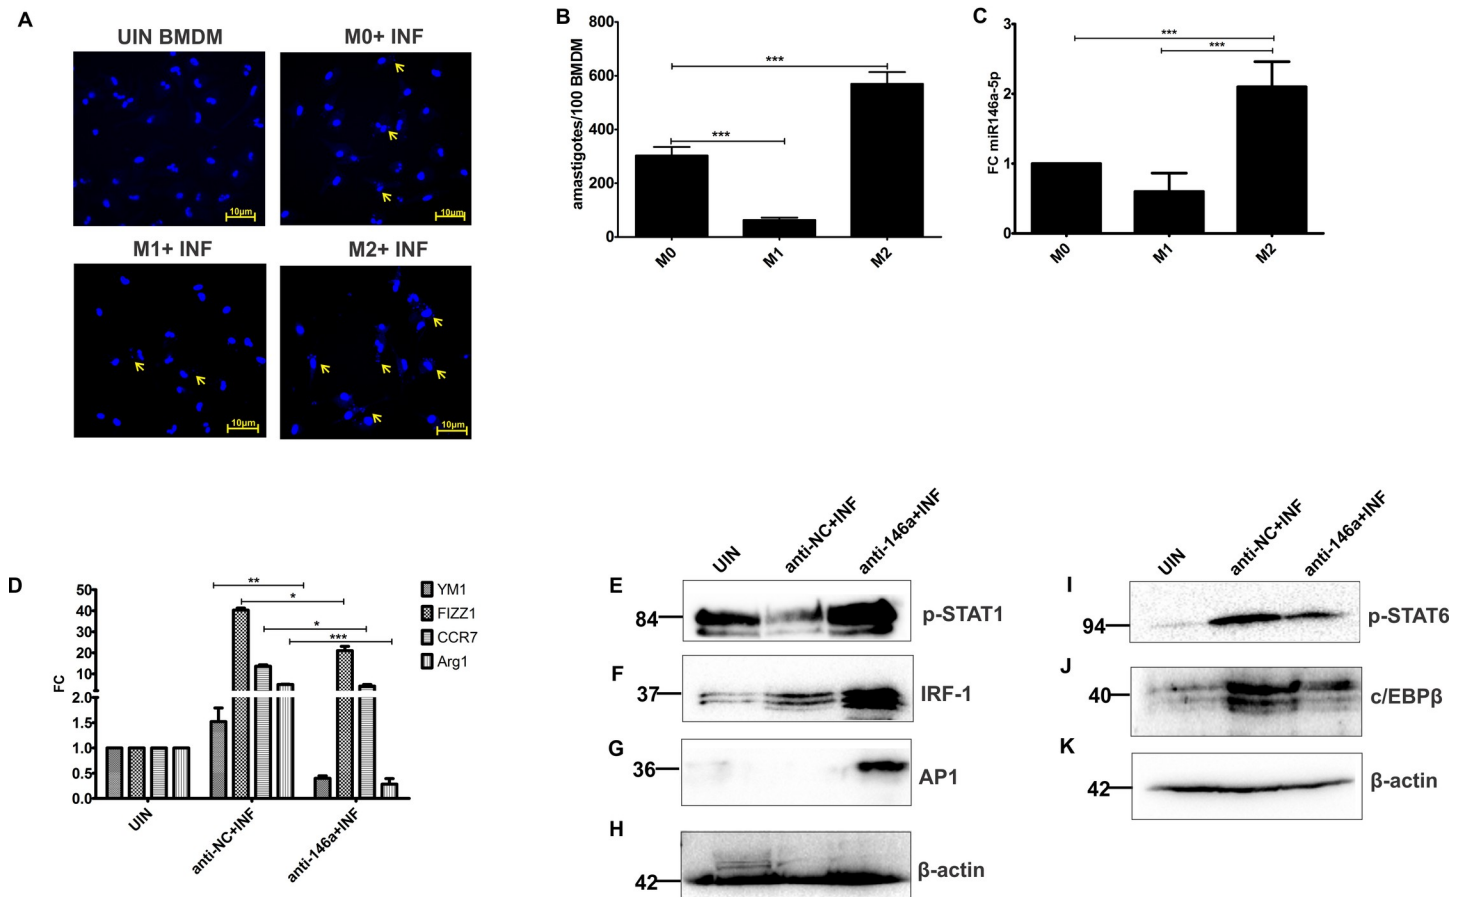 A
UIN BMDM
M0+ INF
10µm
10µm
M1+ INF
M2+ INF
10µm
10µm
B
amastigotes/100 BMDM
800
600
400
200
0
***
***
M0
M1
M2
C
FC miR146a-5p
3
2
1
0
***
***
M0
M1
M2
D
FC
50
40
30
20
10
2.0
1.5
1.0
0.5
0.0
**
*
*
***
YM1
FIZZ1
CCR7
Arg1
UIN
anti-NC+INF
anti-146a+INF
UIN
anti-NC+INF
anti-146a+INF
E
84
p-STAT1
F
37
IRF-1
G
36
AP1
H
42
β-actin
UIN
anti-NC+INF
anti-146a+INF
I
94
p-STAT6
J
40
c/EBPβ
K
42
β-actin